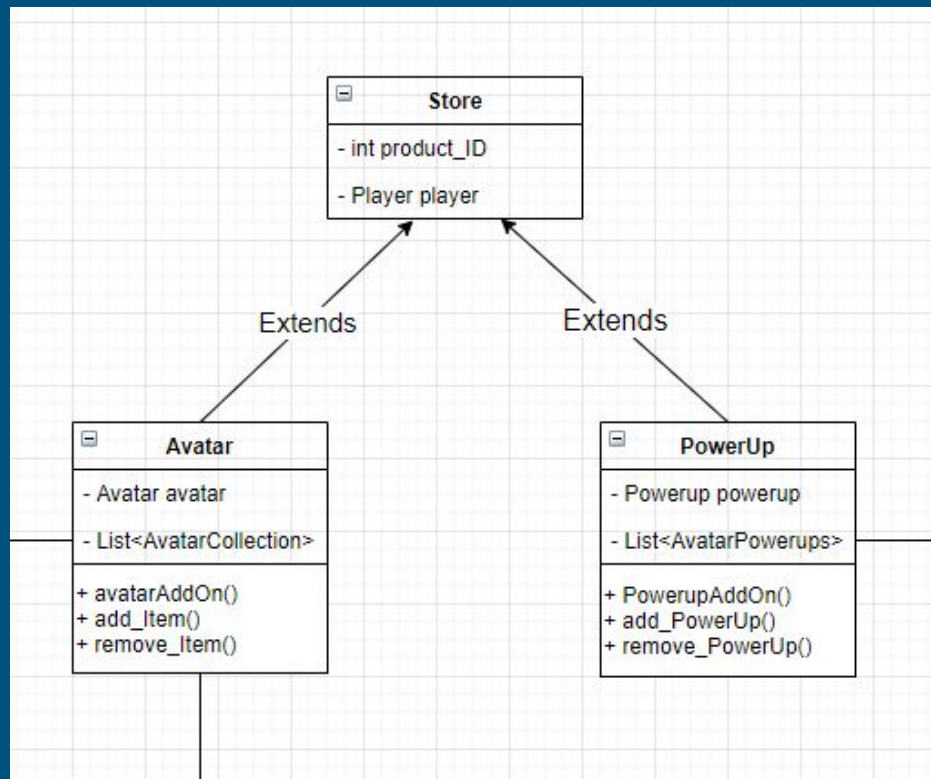 Store
- int product_ID
- Player player
Extends
Extends
Avatar
- Avatar avatar
- List<AvatarCollection>
+ avatarAddOn()
+ add_Item()
+ remove_Item()
PowerUp
- Powerup powerup
- List<AvatarPowerups>
+ PowerupAddOn()
+ add_PowerUp()
+ remove_PowerUp()